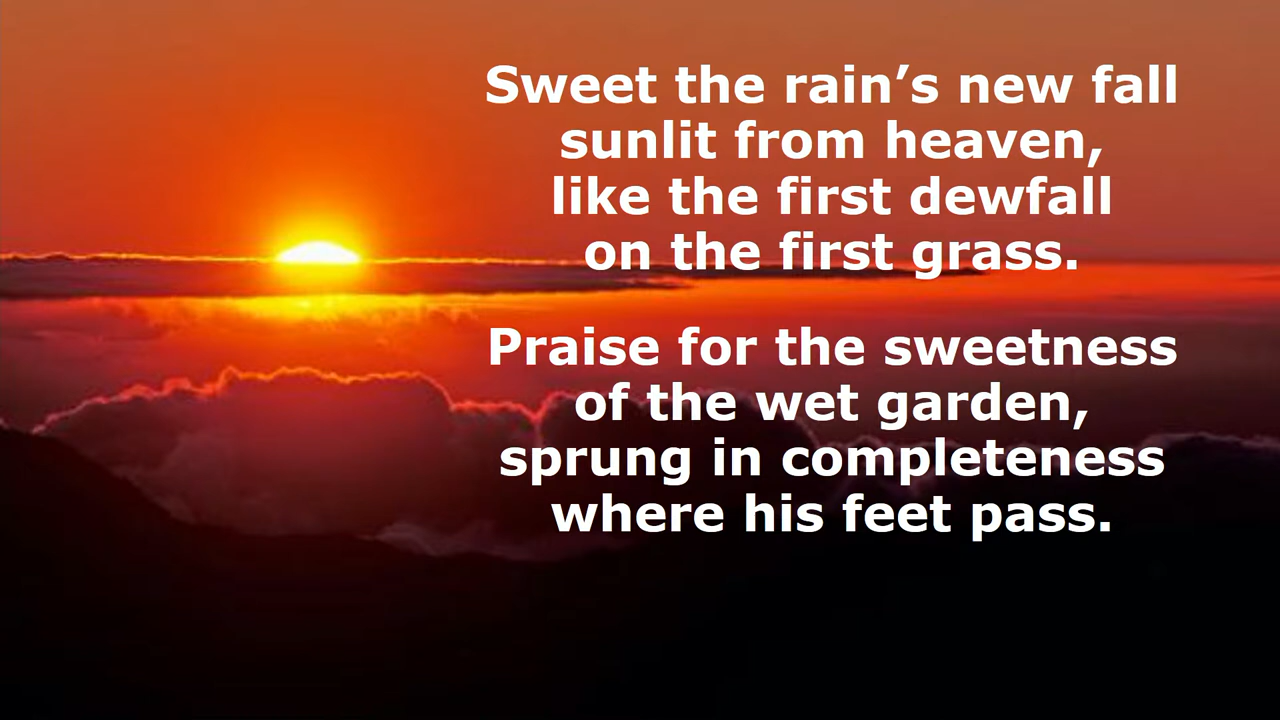 Sweet the rain’s new fall
sunlit from heaven,
like the first dewfall
on the first grass.
Praise for the sweetness
of the wet garden,
sprung in completeness
where his feet pass.